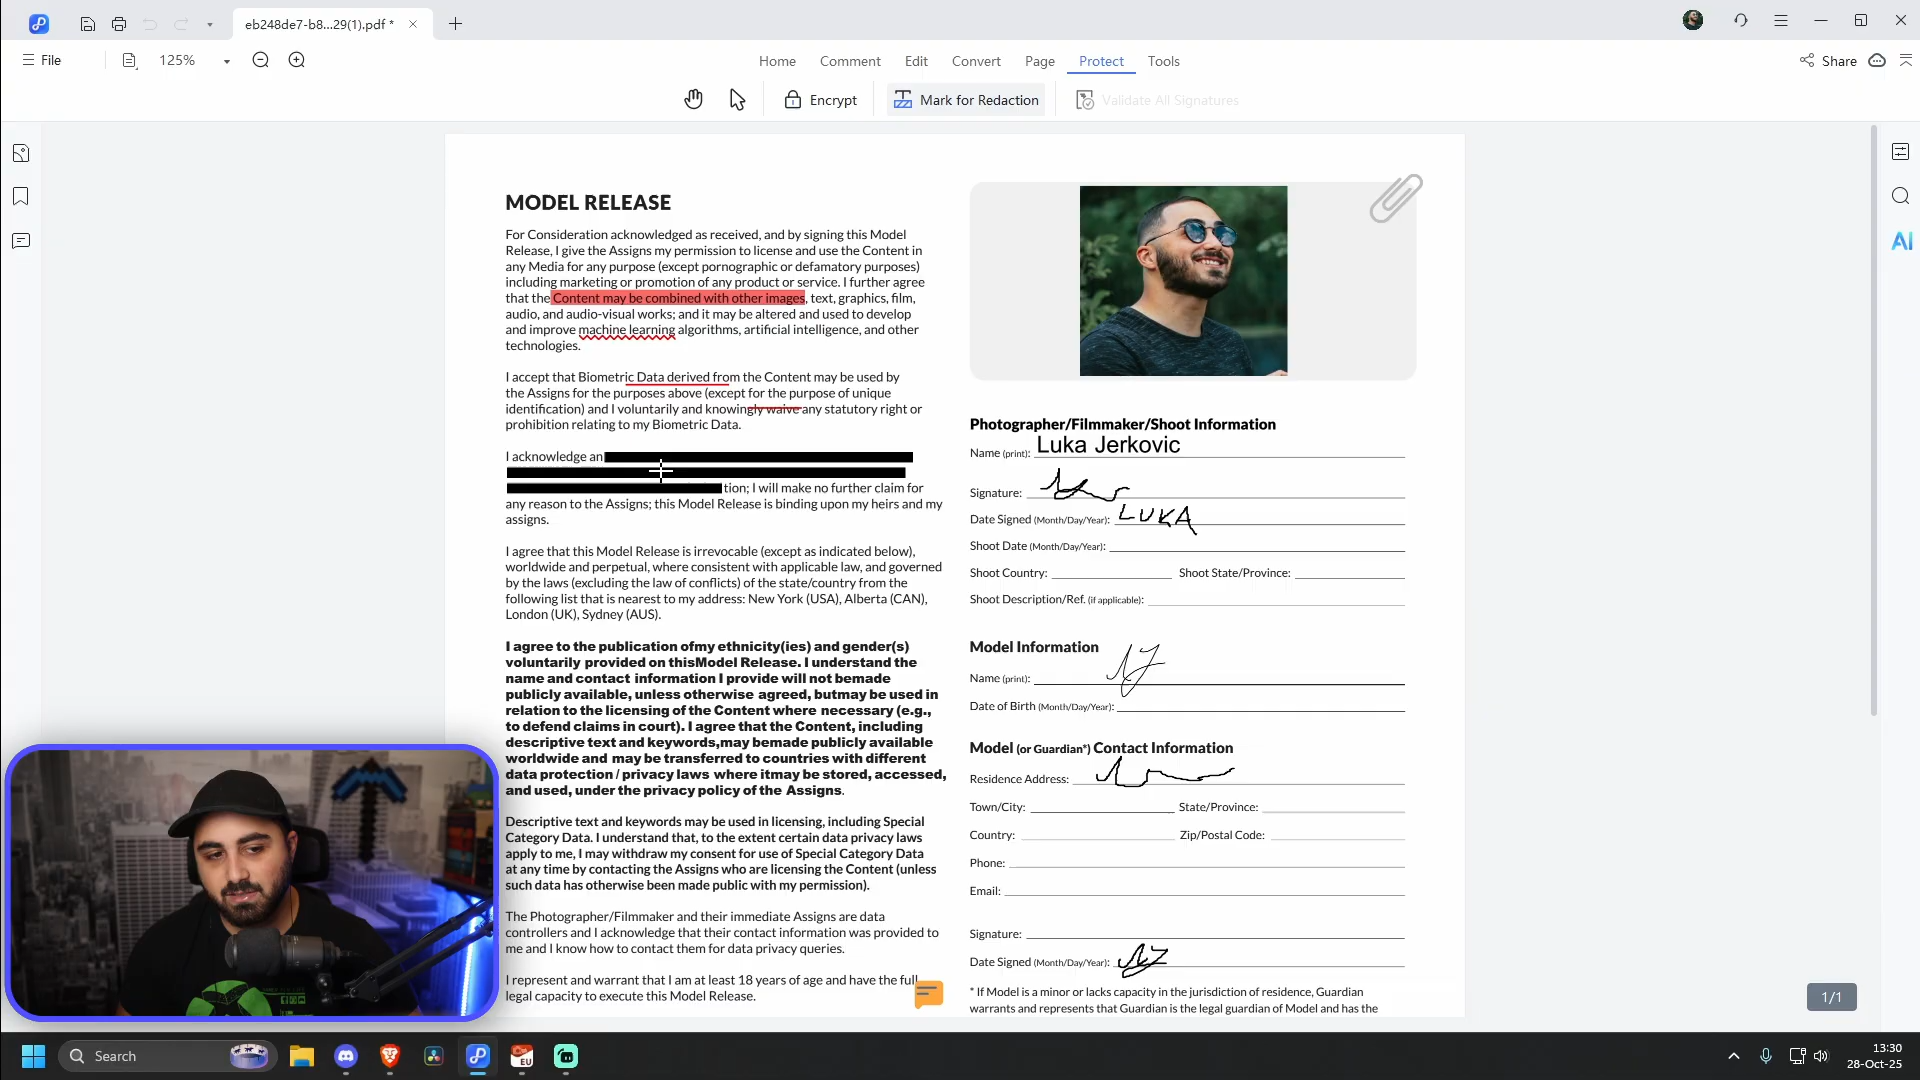 eb248de7-b8...29(1).pdf *
File
125%
Home
Comment
Edit
Convert
Page
Protect
Tools
Share
Encrypt
Mark for Redaction
Validate All Signatures
AI
MODEL RELEASE
For Consideration acknowledged as received, and by signing this Model
Release, I give the Assigns my permission to license and use the Content in
any Media for any purpose (except pornographic or defamatory purposes)
including marketing or promotion of any product or service. I further agree
that the Content may be combined with other images, text, graphics, film,
audio, and audio-visual works; and it may be altered and used to develop
and improve machine learning algorithms, artificial intelligence, and other
technologies.
I accept that Biometric Data derived from the Content may be used by
the Assigns for the purposes above (except for the purpose of unique
identification) and I voluntarily and knowingly waive any statutory right or
prohibition relating to my Biometric Data.
I acknowledge an
tion; I will make no further claim for
any reason to the Assigns; this Model Release is binding upon my heirs and my
assigns.
I agree that this Model Release is irrevocable (except as indicated below),
worldwide and perpetual, where consistent with applicable law, and governed
by the laws (excluding the law of conflicts) of the state/country from the
following list that is nearest to my address: New York (USA), Alberta (CAN),
London (UK), Sydney (AUS).
I agree to the publication ofmy ethnicity(ies) and gender(s)
voluntarily provided on thisModel Release. I understand the
name and contact information I provide will not bemade
publicly available, unless otherwise agreed, butmay be used in
relation to the licensing of the Content where necessary (e.g.,
to defend claims in court). I agree that the Content, including
descriptive text and keywords,may bemade publicly available
worldwide and may be transferred to countries with different
data protection / privacy laws where itmay be stored, accessed,
and used, under the privacy policy of the Assigns.
Descriptive text and keywords may be used in licensing, including Special
Category Data. I understand that, to the extent certain data privacy laws
apply to me, I may withdraw my consent for use of Special Category Data
at any time by contacting the Assigns who are licensing the Content (unless
such data has otherwise been made public with my permission).
The Photographer/Filmmaker and their immediate Assigns are data
controllers and I acknowledge that their contact information was provided to
me and I know how to contact them for data privacy queries.
I represent and warrant that I am at least 18 years of age and have the full
legal capacity to execute this Model Release.
Photographer/Filmmaker/Shoot Information
Name (print): Luka Jerkovic
Signature:
Date Signed (Month/Day/Year): LUKA
Shoot Date (Month/Day/Year):
Shoot Country: Shoot State/Province:
Shoot Description/Ref. (if applicable):
Model Information
Name (print):
Date of Birth (Month/Day/Year):
Model (or Guardian*) Contact Information
Residence Address:
Town/City: State/Province:
Country: Zip/Postal Code:
Phone:
Email:
Signature:
Date Signed (Month/Day/Year):
* If Model is a minor or lacks capacity in the jurisdiction of residence, Guardian
warrants and represents that Guardian is the legal guardian of Model and has the
1/1
Search
EU
13:30
28-Oct-25